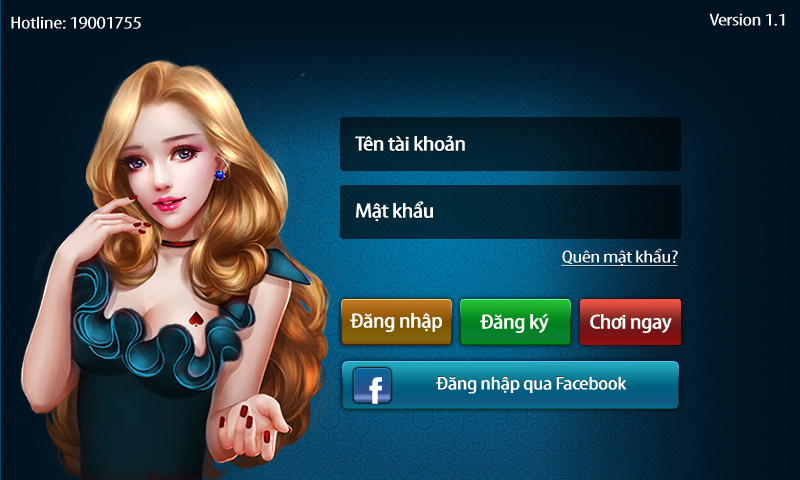 Hotline: 19001755
Version 1.1
Tên tài khoản
Mật khẩu
Quên mật khẩu?
Đăng nhập
Đăng ký
Chơi ngay
f
Đăng nhập qua Facebook